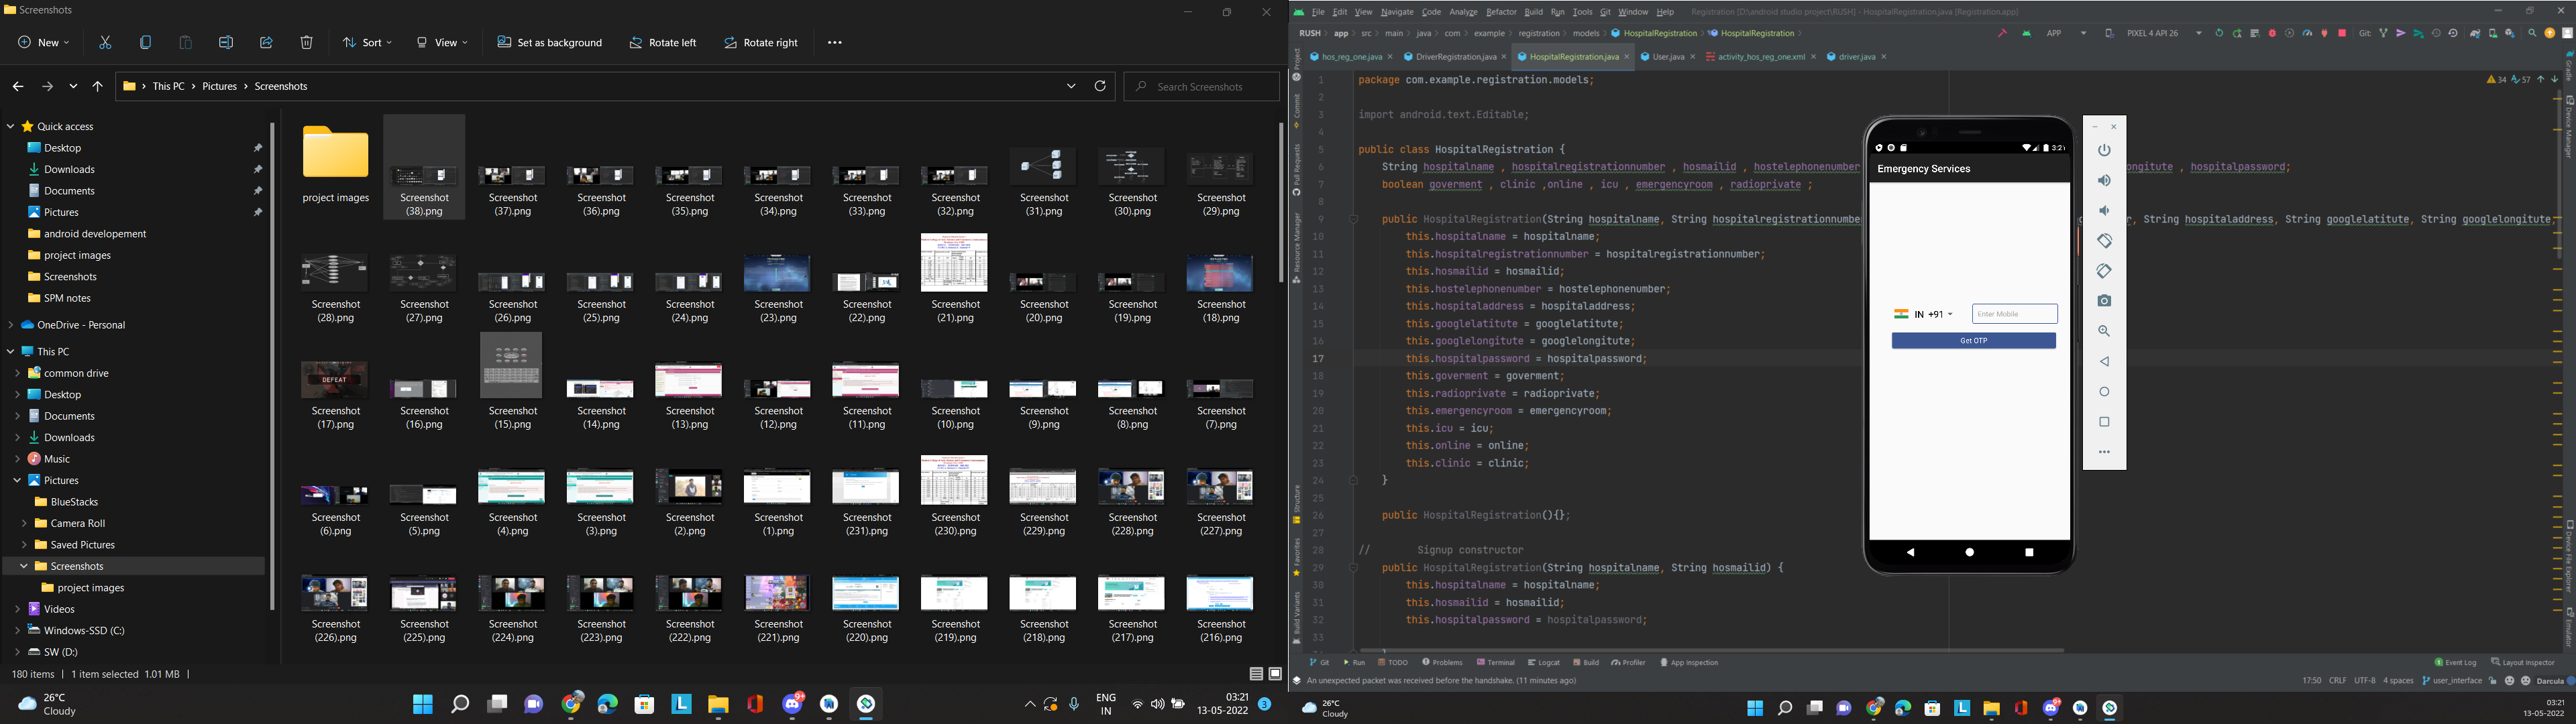 Screenshots
New
Sort
View
Set as background
Rotate left
Rotate right
This PC > Pictures > Screenshots
Search Screenshots
Quick access
Desktop
Downloads
Documents
Pictures
android developement
project images
Screenshots
SPM notes
OneDrive - Personal
This PC
common drive
Desktop
Documents
Downloads
Music
Pictures
BlueStacks
Camera Roll
Saved Pictures
Screenshots
project images
Videos
Windows-SSD (C:)
SW (D:)
project images
Screenshot (38).png
Screenshot (37).png
Screenshot (36).png
Screenshot (35).png
Screenshot (34).png
Screenshot (33).png
Screenshot (32).png
Screenshot (31).png
Screenshot (30).png
Screenshot (29).png
Screenshot (28).png
Screenshot (27).png
Screenshot (26).png
Screenshot (25).png
Screenshot (24).png
Screenshot (23).png
Screenshot (22).png
Screenshot (21).png
Screenshot (20).png
Screenshot (19).png
Screenshot (18).png
DEFEAT
Screenshot (17).png
Screenshot (16).png
Screenshot (15).png
Screenshot (14).png
Screenshot (13).png
Screenshot (12).png
Screenshot (11).png
Screenshot (10).png
Screenshot (9).png
Screenshot (8).png
Screenshot (7).png
Screenshot (6).png
Screenshot (5).png
Screenshot (4).png
Screenshot (3).png
Screenshot (2).png
Screenshot (1).png
Screenshot (231).png
Screenshot (230).png
Screenshot (229).png
Screenshot (228).png
Screenshot (227).png
Screenshot (226).png
Screenshot (225).png
Screenshot (224).png
Screenshot (223).png
Screenshot (222).png
Screenshot (221).png
Screenshot (220).png
Screenshot (219).png
Screenshot (218).png
Screenshot (217).png
Screenshot (216).png
180 items | 1 item selected 1.01 MB |
26°C
Cloudy
9+
ENG
IN
03:21
13-05-2022
3
File Edit View Navigate Code Analyze Refactor Build Run Tools Git Window Help Registration [D:\android studio project\RUSH] - HospitalRegistration.java [Registration.app]
RUSH > app > src > main > java > com > example > registration > models > HospitalRegistration > HospitalRegistration
APP
PIXEL 4 API 26
Git:
hos_reg_one.java
DriverRegistration.java
HospitalRegistration.java
User.java
activity_hos_reg_one.xml
driver.java
34 57
Project
Commit
Pull Requests
Resource Manager
Structure
Favorites
Build Variants
Gradle
Device Manager
Device File Explorer
Emulator
1 package com.example.registration.models;
2
3 import android.text.Editable;
4
5 public class HospitalRegistration {
6 String hospitalname , hospitalregistrationnumber , hosmailid , hostelephonenumber ongitute , hospitalpassword;
7 boolean goverment , clinic ,online , icu , emergencyroom , radioprivate ;
8
9 public HospitalRegistration(String hospitalname, String hospitalregistrationnumbe r, String hospitaladdress, String googlelatitute, String googlelongitute,
10 this.hospitalname = hospitalname;
11 this.hospitalregistrationnumber = hospitalregistrationnumber;
12 this.hosmailid = hosmailid;
13 this.hostelephonenumber = hostelephonenumber;
14 this.hospitaladdress = hospitaladdress;
15 this.googlelatitute = googlelatitute;
16 this.googlelongitute = googlelongitute;
17 this.hospitalpassword = hospitalpassword;
18 this.goverment = goverment;
19 this.radioprivate = radioprivate;
20 this.emergencyroom = emergencyroom;
21 this.icu = icu;
22 this.online = online;
23 this.clinic = clinic;
24 }
25
26 public HospitalRegistration(){};
27
28 // Signup constructor
29 public HospitalRegistration(String hospitalname, String hosmailid) {
30 this.hospitalname = hospitalname;
31 this.hosmailid = hosmailid;
32 this.hospitalpassword = hospitalpassword;
33
3:21
Emergency Services
IN +91
Enter Mobile
Get OTP
Git
Run
TODO
Problems
Terminal
Logcat
Build
Profiler
App Inspection
1 Event Log
Layout Inspector
An unexpected packet was received before the handshake. (11 minutes ago)
17:50 CRLF UTF-8 4 spaces user_interface Darcula
26°C
Cloudy
03:21
13-05-2022